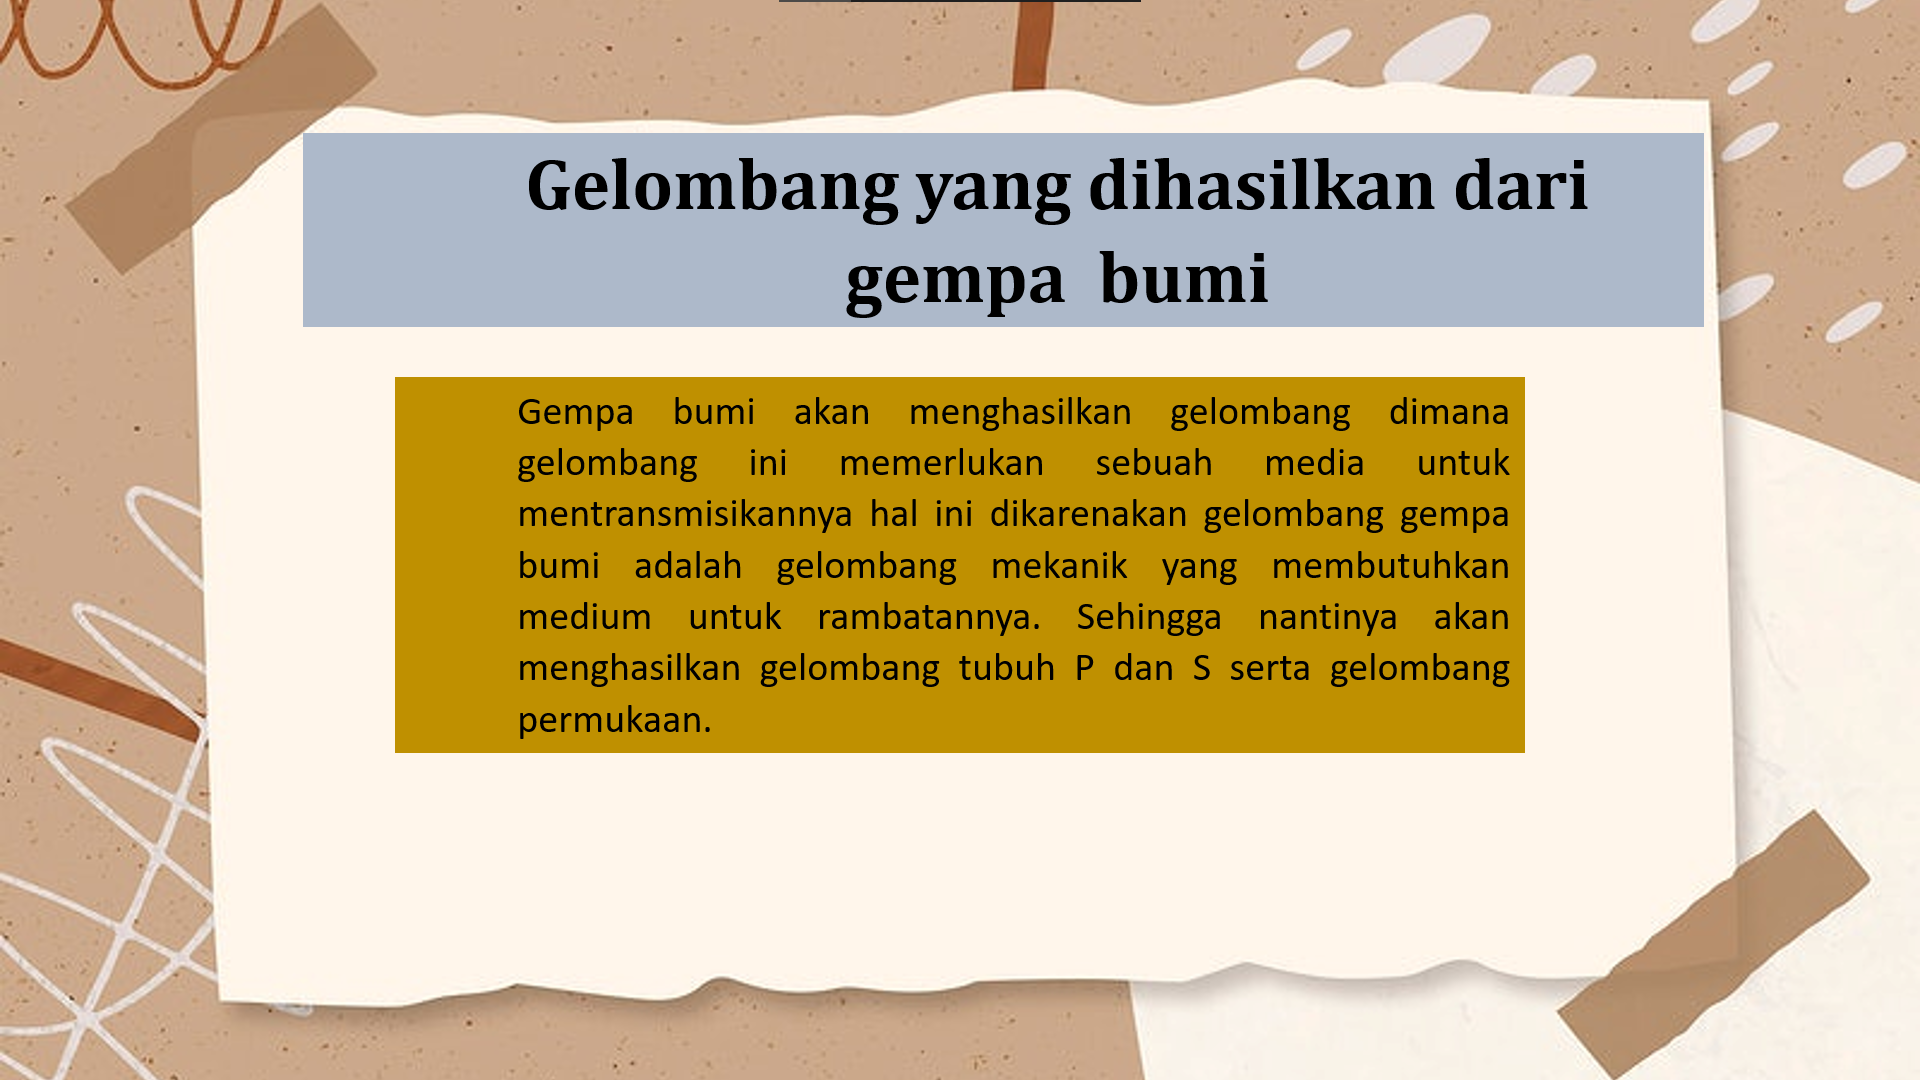 Gelombang yang dihasilkan dari
gempa bumi
Gempa bumi akan menghasilkan gelombang dimana
gelombang ini memerlukan sebuah media untuk
mentransmisikannya hal ini dikarenakan gelombang gempa
bumi adalah gelombang mekanik yang membutuhkan
medium untuk rambatannya. Sehingga nantinya akan
menghasilkan gelombang tubuh P dan S serta gelombang
permukaan.